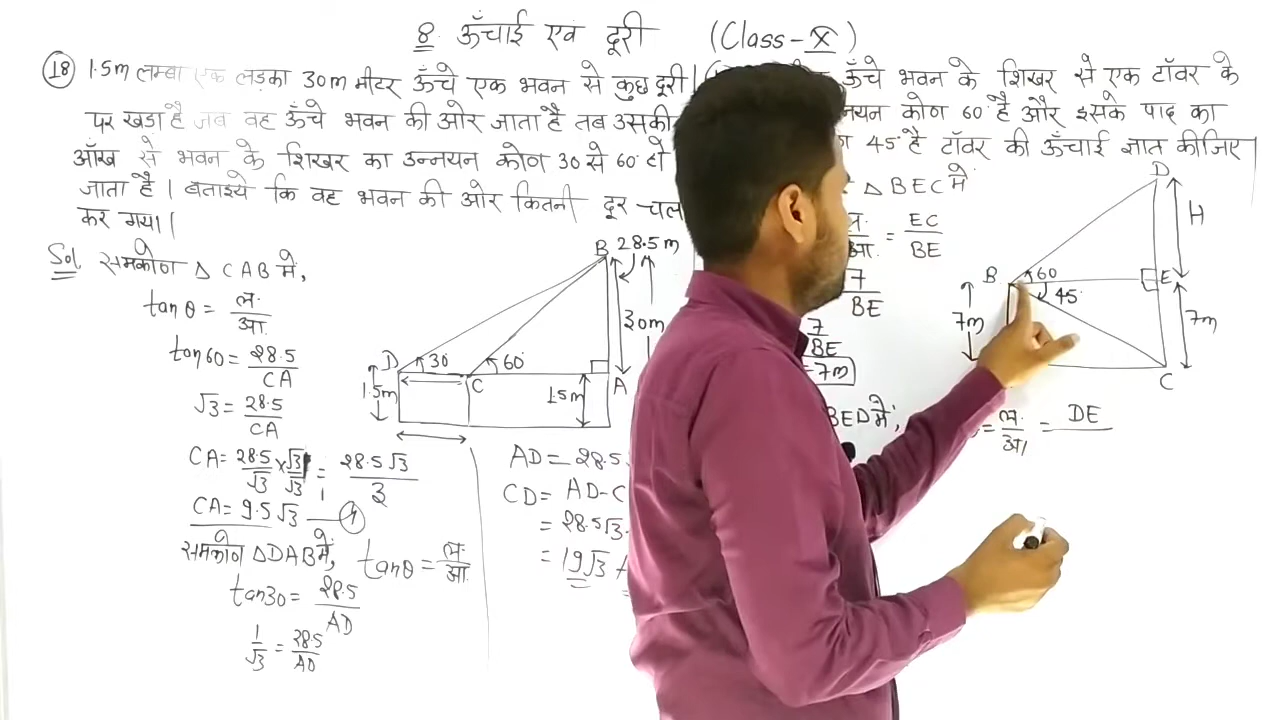 8. ऊँचाई एवं दूरी (Class-X)
(18) 1.5m लम्बा एक लड़का 30m मीटर ऊँचे एक भवन से कुछ दूरी
पर खडा है जब वह ऊँचे भवन की ओर जाता है तब उसकी
आँख से भवन के शिखर का उन्नयन कोण 30 से 60° हो
जाता है। बताइये कि वह भवन की ओर कितनी दूर चल
कर गया।
Sol. समकोण △ CAB में,
tan θ = ल. / आ.
tan 60 = 28.5 / CA
√3 = 28.5 / CA
CA = 28.5 / √3 × √3 / √3 = 28.5√3 / 3
CA = 9.5√3 — (1)
समकोण △DAB में, tan θ = ल. / आ.
tan30 = 28.5 / AD
1 / √3 = 28.5 / AD
B 28.5 m
30m
D 30° 60°
1.5m C 1.5m A
AD = 28.5
CD = AD-C
= 28.5√3
= 19√3
ऊँचे भवन के शिखर से एक टॉवर के
उन्नयन कोण 60° है और इसके पाद का
45° है टॉवर की ऊँचाई ज्ञात कीजिए।
△ BEC में
आ. = EC / BE
7 / BE
7 / BE
= 7m
BED में,
= ल. / आ. = DE
D
H
B 60 E
45°
7m 7m
C